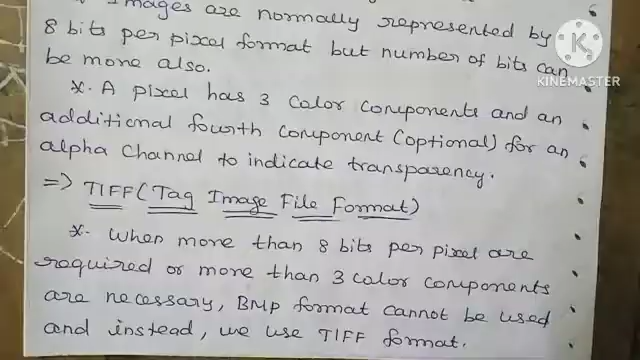 * Images are normally represented by
8 bits per pixel format but number of bits can
be more also.
*. A pixel has 3 color components and an
additional fourth component (optional) for an
alpha channel to indicate transparency.
=> TIFF (Tag Image File Format)
*. When more than 8 bits per pixel are
required or more than 3 color components
are necessary, BMP format cannot be used
and instead, we use TIFF format.
KINEMASTER